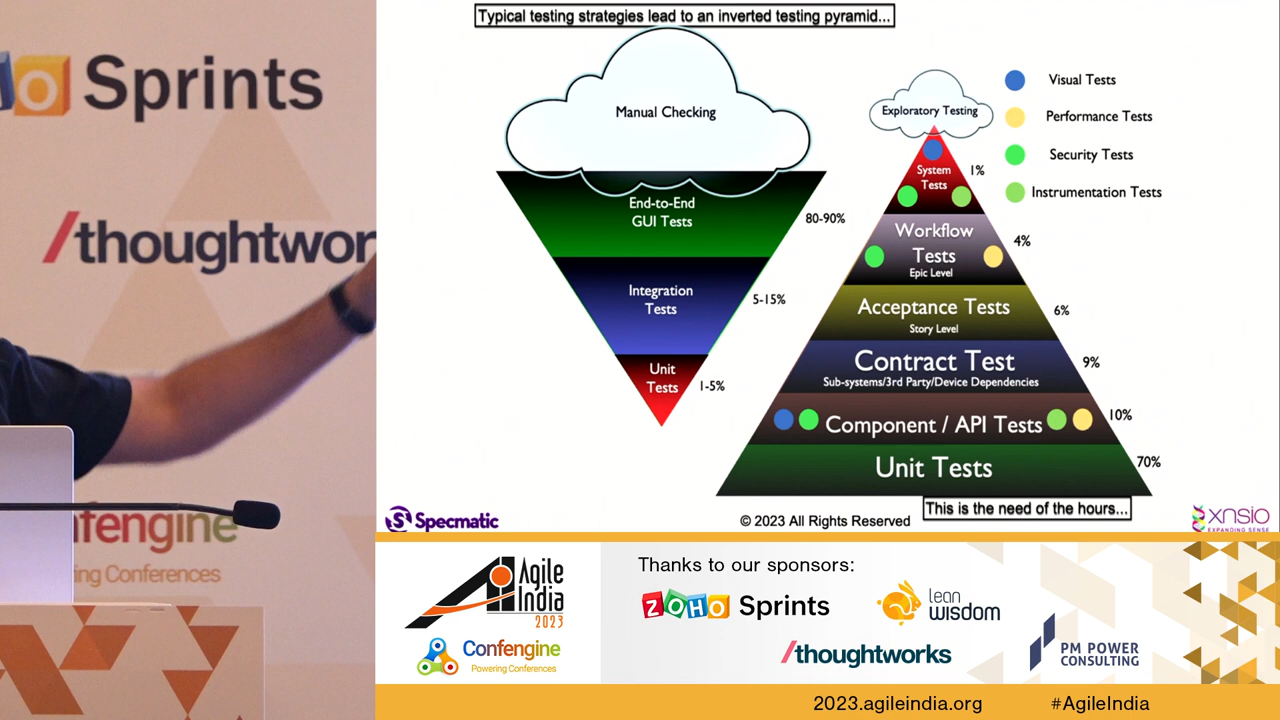 o Sprints
/thoughtwor
nfengine
ing Conferences
Typical testing strategies lead to an inverted testing pyramid...
Manual Checking
End-to-End
GUI Tests
80-90%
Integration
Tests
5-15%
Unit
Tests
1-5%
Exploratory Testing
System
Tests
1%
Workflow
Tests
Epic Level
4%
Acceptance Tests
Story Level
6%
Contract Test
Sub-systems/3rd Party/Device Dependencies
9%
Component / API Tests
10%
Unit Tests
70%
Visual Tests
Performance Tests
Security Tests
Instrumentation Tests
This is the need of the hours...
Specmatic
© 2023 All Rights Reserved
xnsio
EXPANDING SENSE
Agile
India
2023
Confengine
Powering Conferences
Thanks to our sponsors:
ZOHO Sprints
lean
wisdom
/thoughtworks
PM POWER
CONSULTING
2023.agileindia.org
#AgileIndia